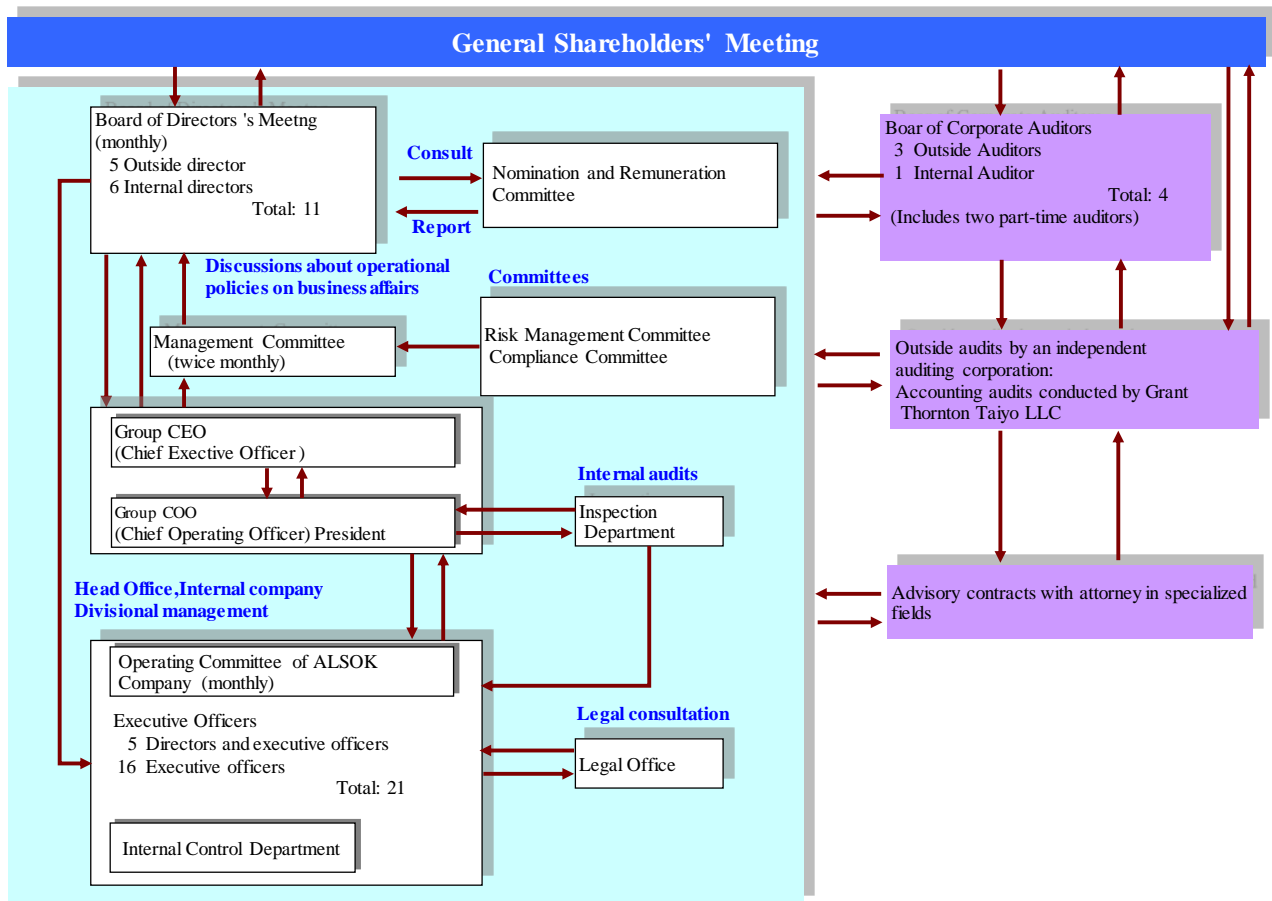 General Shareholders' Meeting
Board of Directors 's Meetng
(monthly)
5 Outside director
6 Internal directors
Total: 11
Consult
Report
Nomination and Remuneration
Committee
Boar of Corporate Auditors
3 Outside Auditors
1 Internal Auditor
Total: 4
(Includes two part-time auditors)
Discussions about operational
policies on business affairs
Committees
Management Committee
(twice monthly)
Risk Management Committee
Compliance Committee
Outside audits by an independent
auditing corporation:
Accounting audits conducted by Grant
Thornton Taiyo LLC
Group CEO
(Chief Executive Officer )
Group COO
(Chief Operating Officer) President
Internal audits
Inspection
Department
Head Office,Internal company
Divisional management
Advisory contracts with attorney in specialized
fields
Operating Committee of ALSOK
Company (monthly)
Executive Officers
5 Directors and executive officers
16 Executive officers
Total: 21
Legal consultation
Legal Office
Internal Control Department